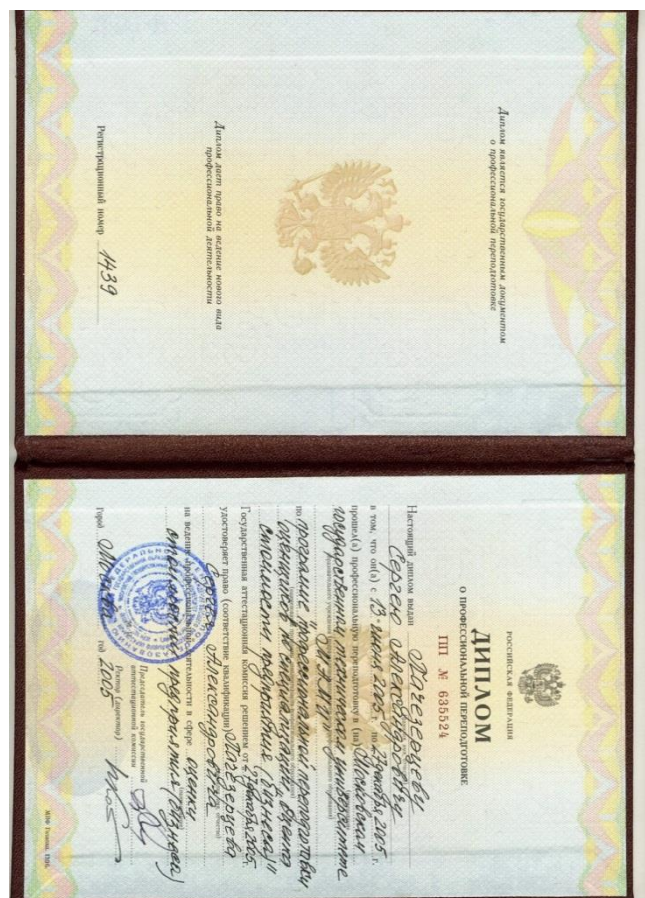 Диплом является государственным документом
о профессиональной переподготовке
Диплом дает право на ведение нового вида
профессиональной деятельности
Регистрационный номер 1439
РОССИЙСКАЯ ФЕДЕРАЦИЯ
ДИПЛОМ
О ПРОФЕССИОНАЛЬНОЙ ПЕРЕПОДГОТОВКЕ
ПП № 635524
Настоящий диплом выдан
Сергею Александровичу
в том, что он(а) с 13 июня 2005 г. по 2005 г.
прошел(а) профессиональную переподготовку в (на) Московском
государственном техническом университете
по программе "профессиональной переподготовки
оценщиков по специализации "Оценка
стоимости предприятия (бизнеса)"
Государственная аттестационная комиссия решением от 2005г.
удостоверяет право (соответствие квалификации)
Сергея Александровича
на ведение профессиональной деятельности в сфере оценки
стоимости предприятия (бизнеса)
Председатель государственной
аттестационной комиссии
Ректор (директор)
Город Москва год 2005